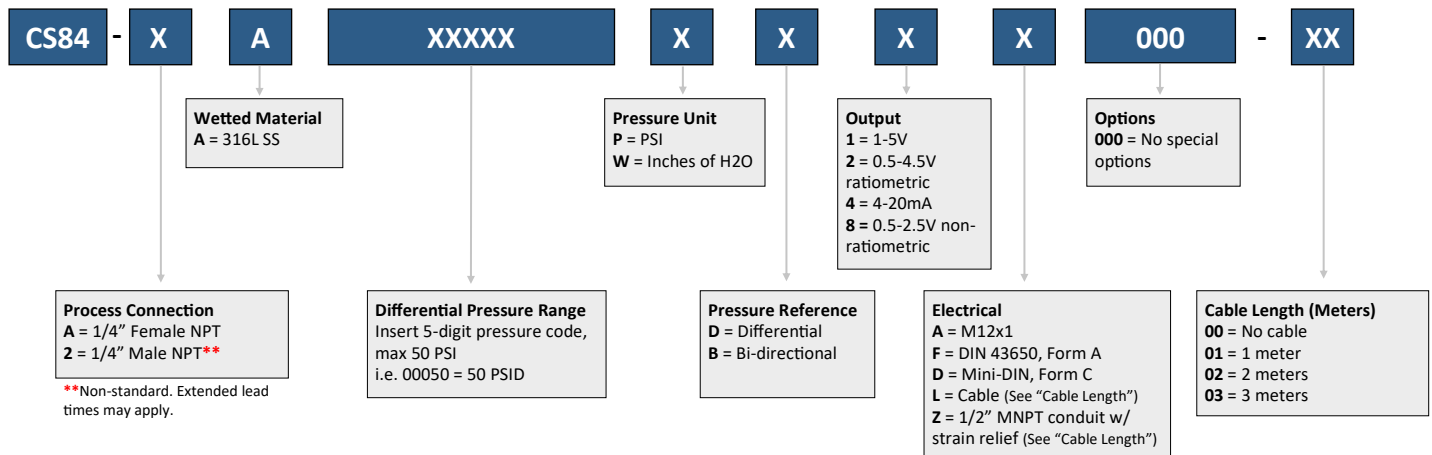 CS84 - X A XXXXX X X X X 000 - XX
Wetted Material
A = 316L SS
Pressure Unit
P = PSI
W = Inches of H2O
Output
1 = 1-5V
2 = 0.5-4.5V
ratiometric
4 = 4-20mA
8 = 0.5-2.5V non-
ratiometric
Options
000 = No special
options
Process Connection
A = 1/4” Female NPT
2 = 1/4” Male NPT**
**Non-standard. Extended lead
times may apply.
Differential Pressure Range
Insert 5-digit pressure code,
max 50 PSI
i.e. 00050 = 50 PSID
Pressure Reference
D = Differential
B = Bi-directional
Electrical
A = M12x1
F = DIN 43650, Form A
D = Mini-DIN, Form C
L = Cable (See “Cable Length”)
Z = 1/2” MNPT conduit w/
strain relief (See “Cable Length”)
Cable Length (Meters)
00 = No cable
01 = 1 meter
02 = 2 meters
03 = 3 meters